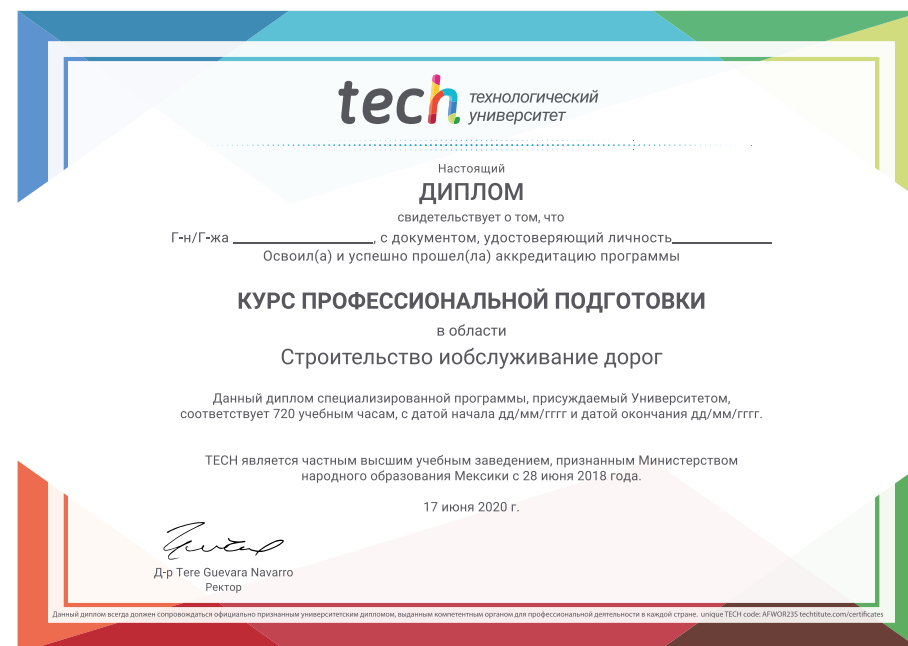 tech технологический
университет
Настоящий
ДИПЛОМ
свидетельствует о том, что
Г-н/Г-жа , с документом, удостоверяющий личность
Освоил(а) и успешно прошел(ла) аккредитацию программы
КУРС ПРОФЕССИОНАЛЬНОЙ ПОДГОТОВКИ
в области
Строительство иобслуживание дорог
Данный диплом специализированной программы, присуждаемый Университетом,
соответствует 720 учебным часам, с датой начала дд/мм/гггг и датой окончания дд/мм/гггг.
TECH является частным высшим учебным заведением, признанным Министерством
народного образования Мексики с 28 июня 2018 года.
17 июня 2020 г.
Д-р Tere Guevara Navarro
Ректор
Данный диплом всегда должен сопровождаться официально признанным университетским дипломом, выданным компетентным органом для профессиональной деятельности в каждой стране. unique TECH code: AFWOR23S techtitute.com/certificates